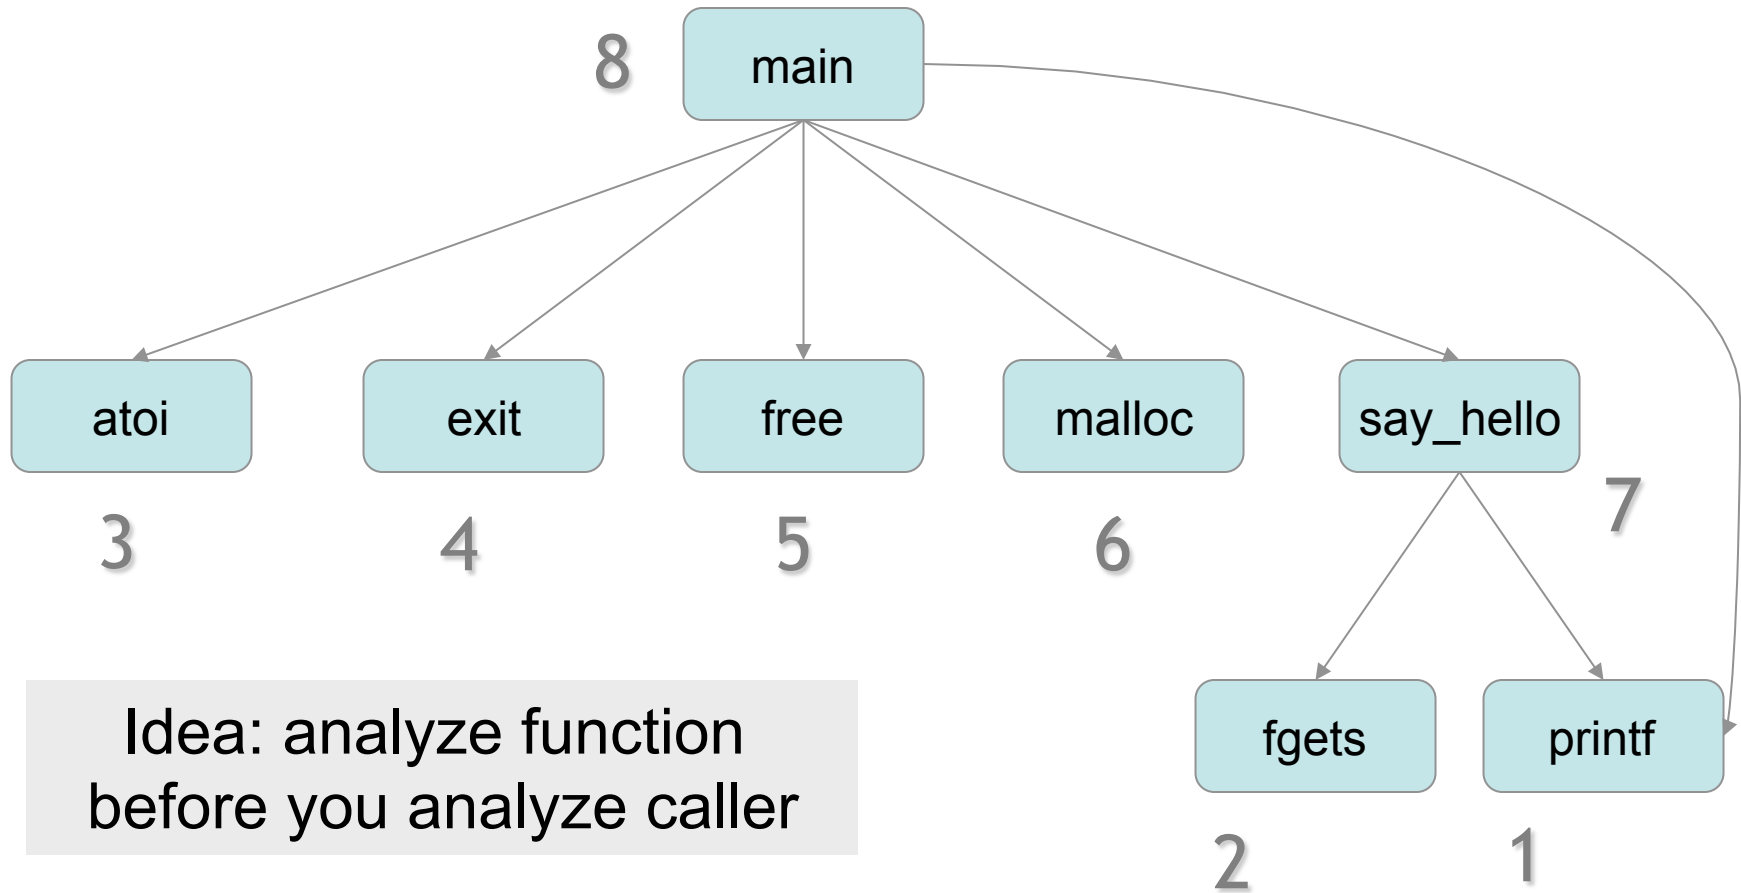 8
main
atoi
exit
free
malloc
say_hello
3
4
5
6
7
Idea: analyze function
before you analyze caller
fgets
printf
2
1